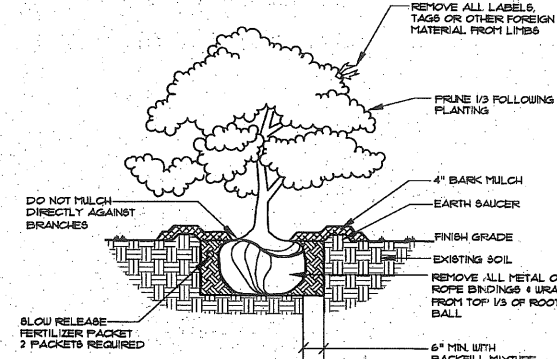 REMOVE ALL LABELS,
TAGS OR OTHER FOREIGN
MATERIAL FROM LIMBS
PRUNE 1/3 FOLLOWING
PLANTING
4" BARK MULCH
EARTH SAUCER
DO NOT MULCH
DIRECTLY AGAINST
BRANCHES
FINISH GRADE
EXISTING SOIL
REMOVE ALL METAL O
ROPE BINDINGS & WRA
FROM TOP 1/3 OF ROOT
BALL
SLOW RELEASE
FERTILIZER PACKET
2 PACKETS REQUIRED
6" MIN. WITH
BACKFILL MIXTURE